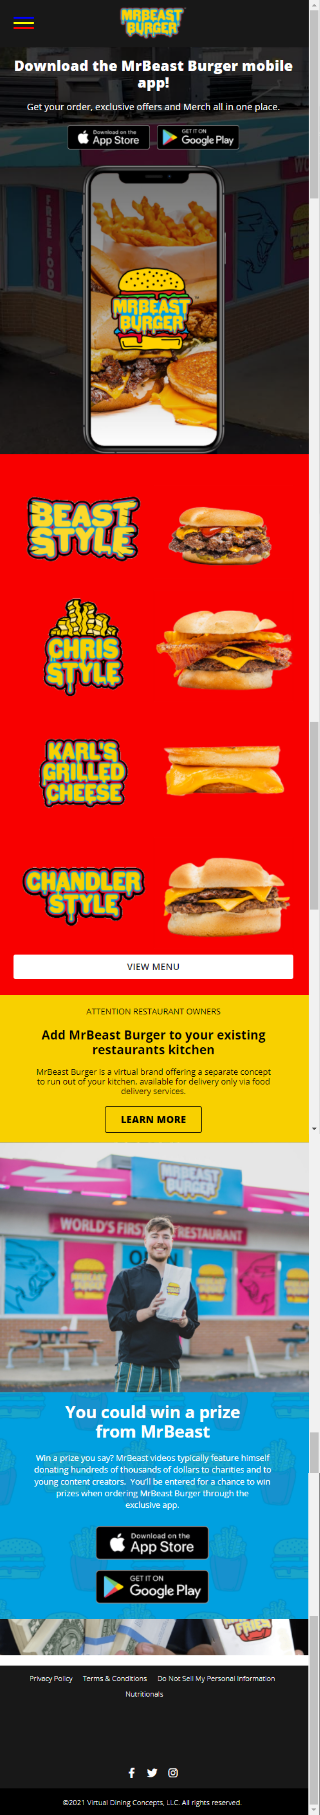 MRBEAST
BURGER
Download the MrBeast Burger mobile
app!
Get your order, exclusive offers and Merch all in one place.
Download on the
App Store
GET IT ON
Google Play
MRBEAST
BURGER
BEAST
STYLE
CHRIS
STYLE
KARL'S
GRILLED
CHEESE
CHANDLER
STYLE
VIEW MENU
ATTENTION RESTAURANT OWNERS
Add MrBeast Burger to your existing
restaurants kitchen
MrBeast Burger is a virtual brand offering a separate concept
to run out of your kitchen. available for delivery only via food
delivery services.
LEARN MORE
MRBEAST
BURGER
WORLD'S FIRST
RESTAURANT
You could win a prize
from MrBeast
Win a prize you say? MrBeast videos typically feature himself
donating hundreds of thousands of dollars to charities and to
young content creators. You'll be entered for a chance to win
prizes when ordering MrBeast Burger through the
exclusive app.
Download on the
App Store
GET IT ON
Google Play
Privacy Policy Terms & Conditions Do Not Sell My Personal Information
Nutritionals
©2021 Virtual Dining Concepts, LLC. All rights reserved.